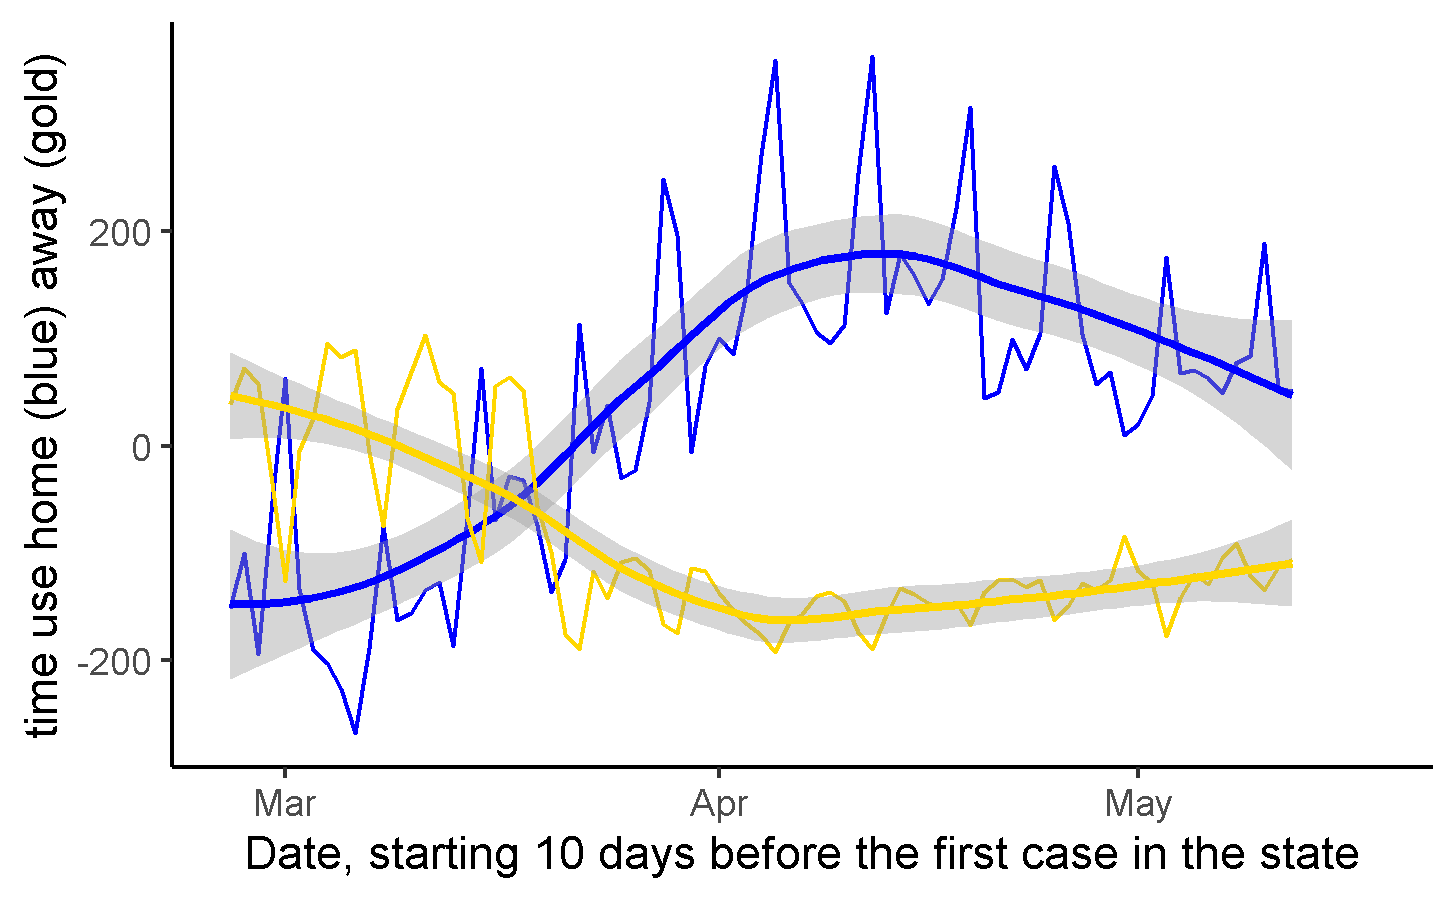 time use home (blue) away (gold)
200
0
-200
Mar Apr May
Date, starting 10 days before the first case in the state